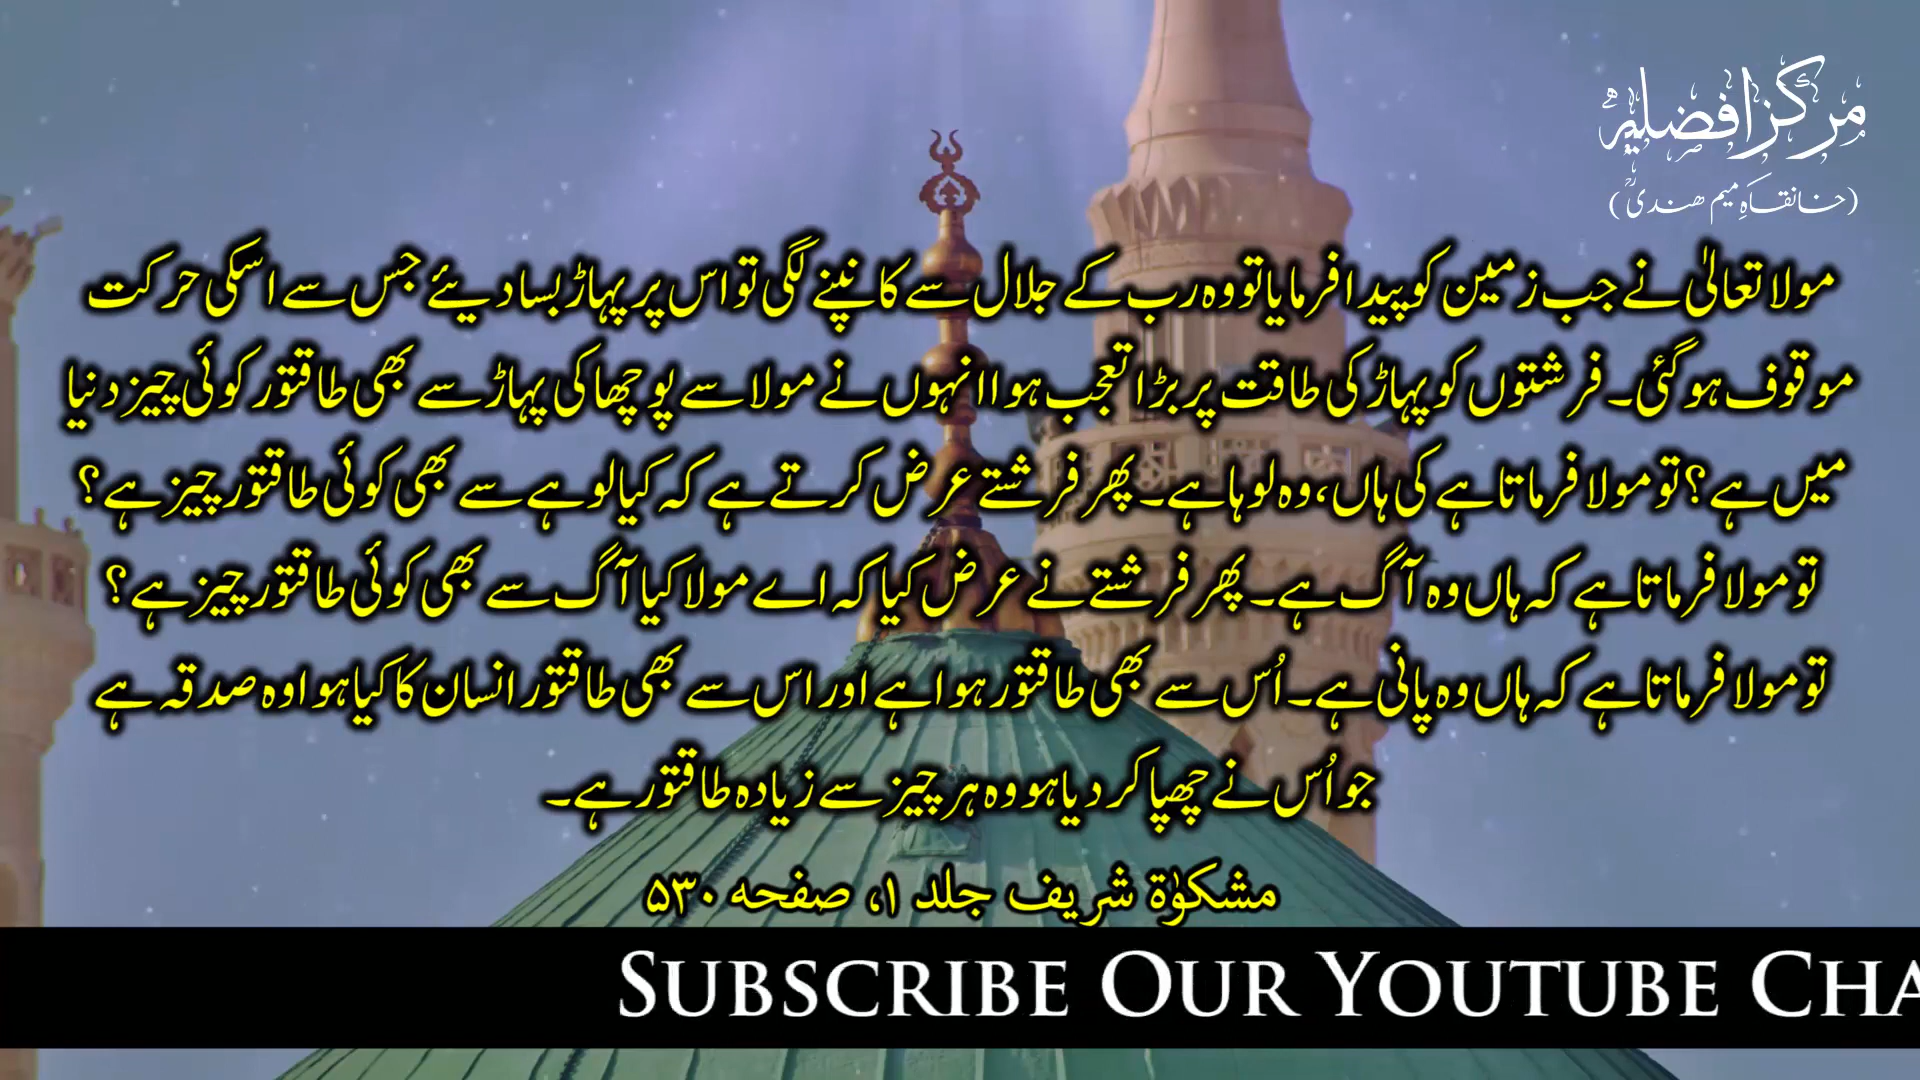 مرکز افضلیہ
(خانقاہِ میم ھندیؒ)
مولا تعالیٰ نے جب زمین کو پیدا فرمایا تو وہ رب کے جلال سے کانپنے لگی تو اس پر پہاڑ بسا دیئے جس سے اسکی حرکت
موقوف ہو گئی۔ فرشتوں کو پہاڑ کی طاقت پر بڑا تعجب ہوا انہوں نے مولا سے پوچھا کی پہاڑ سے بھی طاقتور کوئی چیز دنیا
میں ہے؟ تو مولا فرماتا ہے کی ہاں، وہ لوہا ہے۔ پھر فرشتے عرض کرتے ہے کہ کیا لوہے سے بھی کوئی طاقتور چیز ہے؟
تو مولا فرماتا ہے کہ ہاں وہ آگ ہے۔ پھر فرشتے نے عرض کیا کہ اے مولا کیا آگ سے بھی کوئی طاقتور چیز ہے؟
تو مولا فرماتا ہے کہ ہاں وہ پانی ہے۔ اُس سے بھی طاقتور ہوا ہے اور اس سے بھی طاقتور انسان کا کیا ہوا وہ صدقہ ہے
جو اُس نے چھپا کر دیا ہو وہ ہر چیز سے زیادہ طاقتور ہے۔
مشکوٰۃ شریف جلد ۱، صفحہ ۵۳۰
SUBSCRIBE OUR YOUTUBE CHA